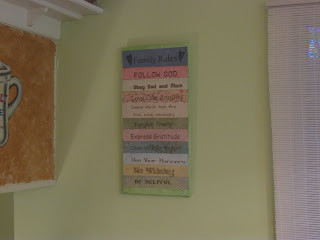 Family Rules
FOLLOW GOD
Obey Dad and Mom
Love One Another
Forgive Freely
Express Gratitude
Use Your Manners
No Whining
BE HELPFUL